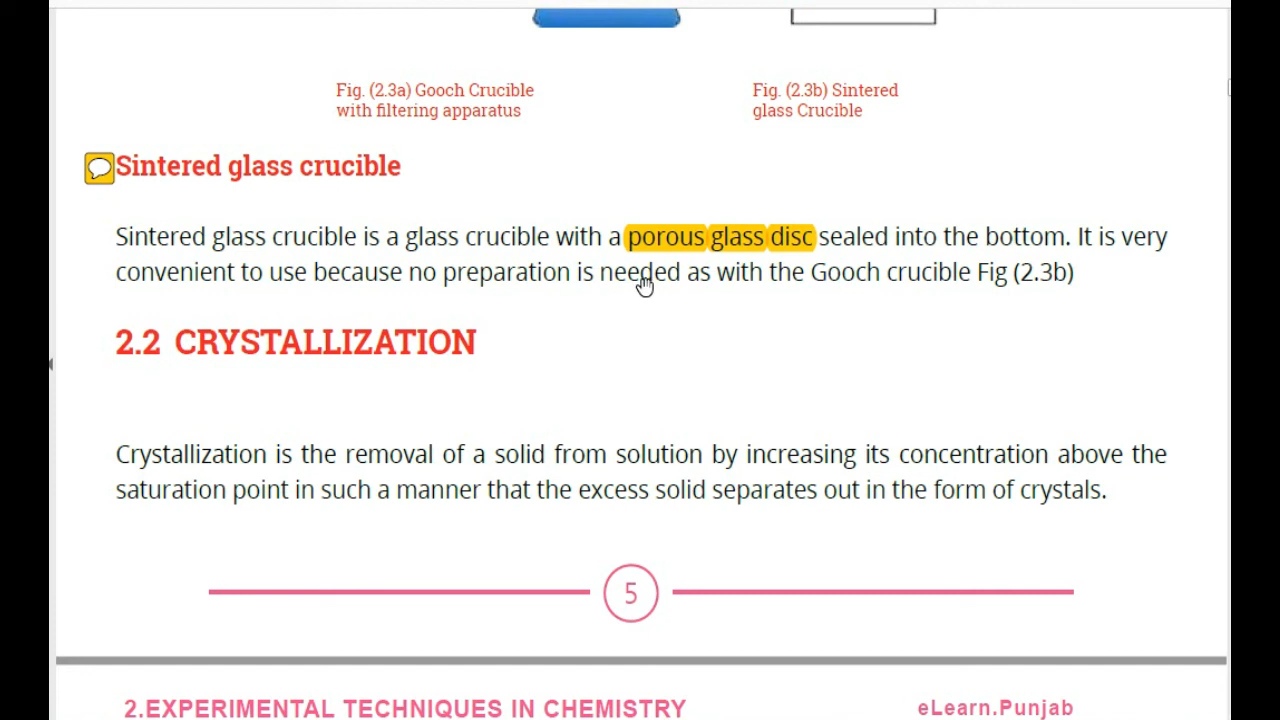 Fig. (2.3a) Gooch Crucible
with filtering apparatus
Fig. (2.3b) Sintered
glass Crucible
Sintered glass crucible
Sintered glass crucible is a glass crucible with a porous glass disc sealed into the bottom. It is very
convenient to use because no preparation is needed as with the Gooch crucible Fig (2.3b)
2.2 CRYSTALLIZATION
Crystallization is the removal of a solid from solution by increasing its concentration above the
saturation point in such a manner that the excess solid separates out in the form of crystals.
5
2.EXPERIMENTAL TECHNIQUES IN CHEMISTRY
eLearn.Punjab